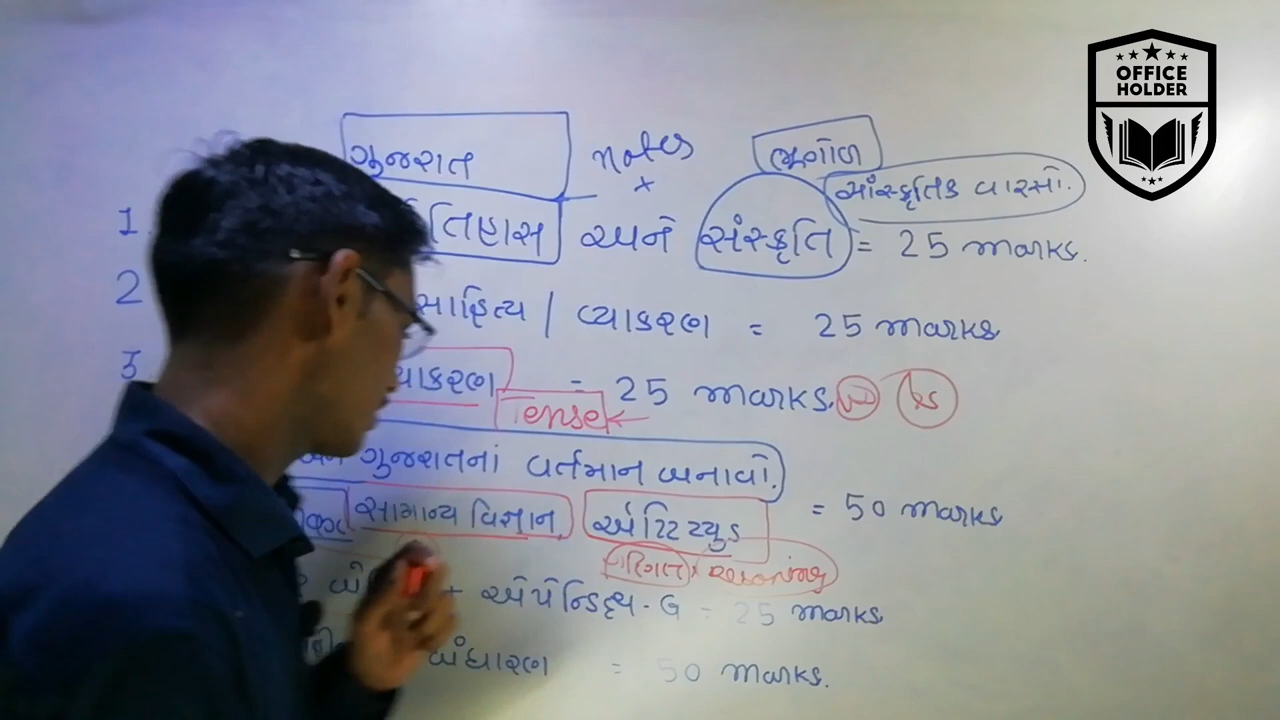 OFFICE
HOLDER
ગુજરાત notes ભૂગોળ
x સાંસ્કૃતિક વારસો.
1. તિહાસ અને સંસ્કૃતિ = 25 marks.
2 સાહિત્ય / વ્યાકરણ = 25 marks
3 યાકરણ = 25 marks.
Tense
ગુજરાતનાં વર્તમાન બનાવો.
સામાન્ય વિજ્ઞાન એટિટ્યુડ = 50 marks
ગણિત + Reasoning
+ એપેન્ડિક્ષ - G = 25 marks
બંધારણ = 50 marks.